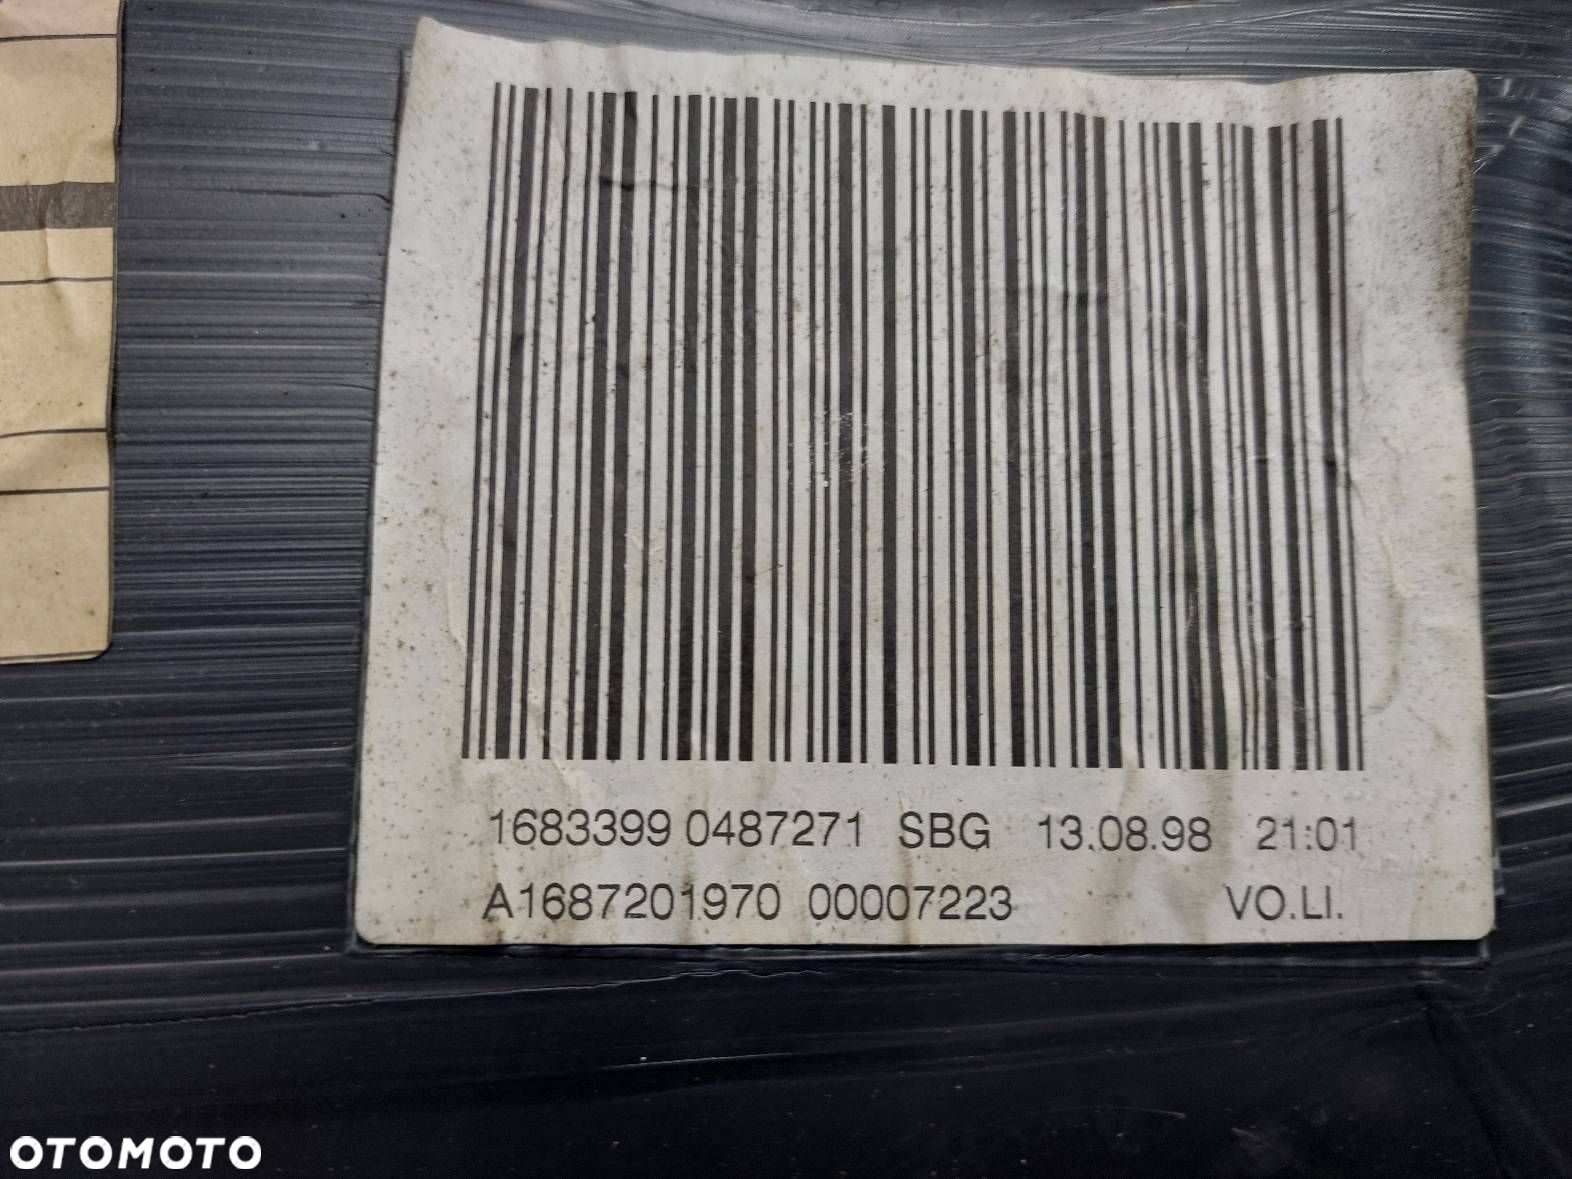 1683399 0487271 SBG 13.08.98 21:01
A1687201970 00007223 VO.LI.
OTOMOTO